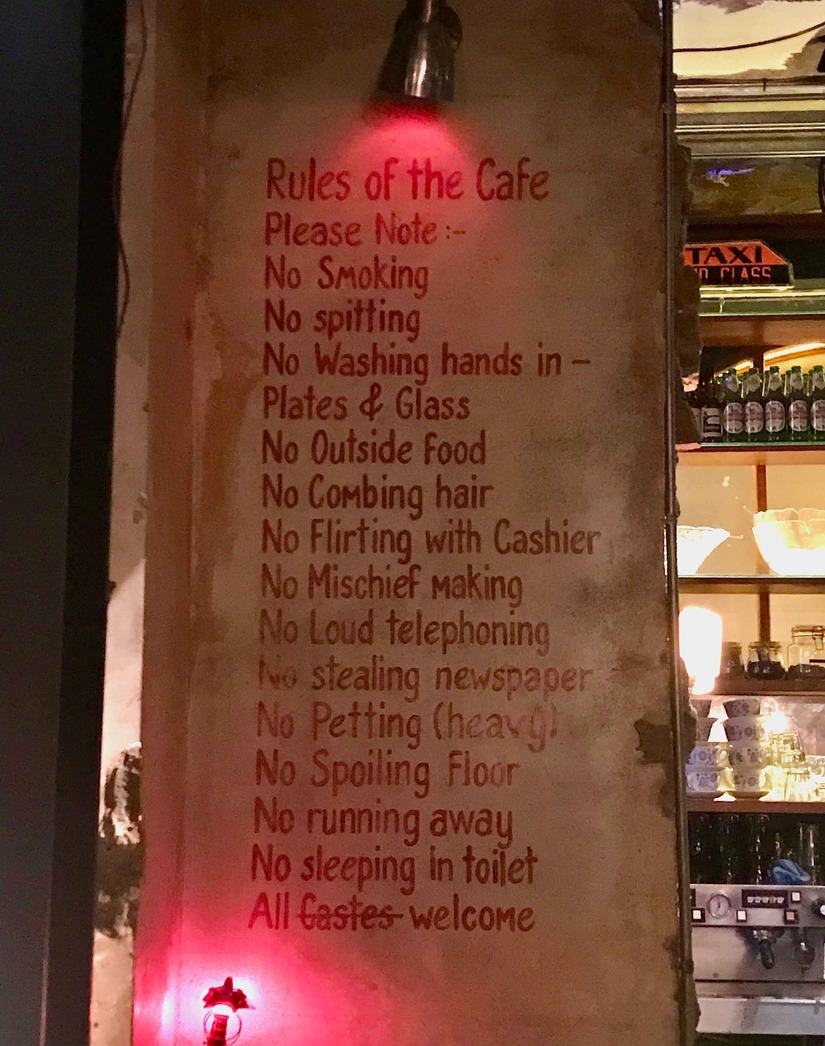 Rules of the Cafe
Please Note :-
No Smoking
No spitting
No Washing hands in –
Plates & Glass
No Outside Food
No Combing hair
No Flirting with Cashier
No Mischief making
No Loud telephoning
No stealing newspaper
No Petting (heavy)
No Spoiling Floor
No running away
No sleeping in toilet
All Castes welcome
TAXI
CLASS